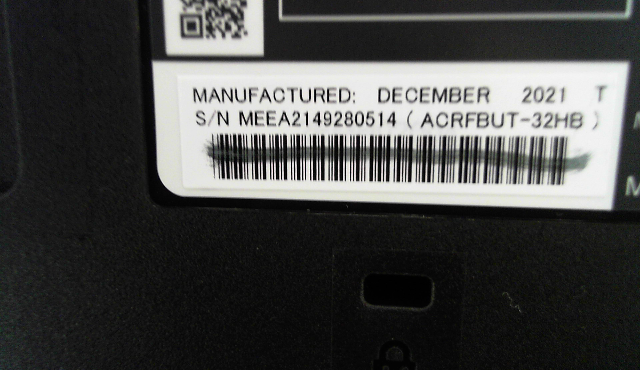 MANUFACTURED: DECEMBER 2021 T
S/N MEEA2149280514 ( ACRFBUT-32HB )